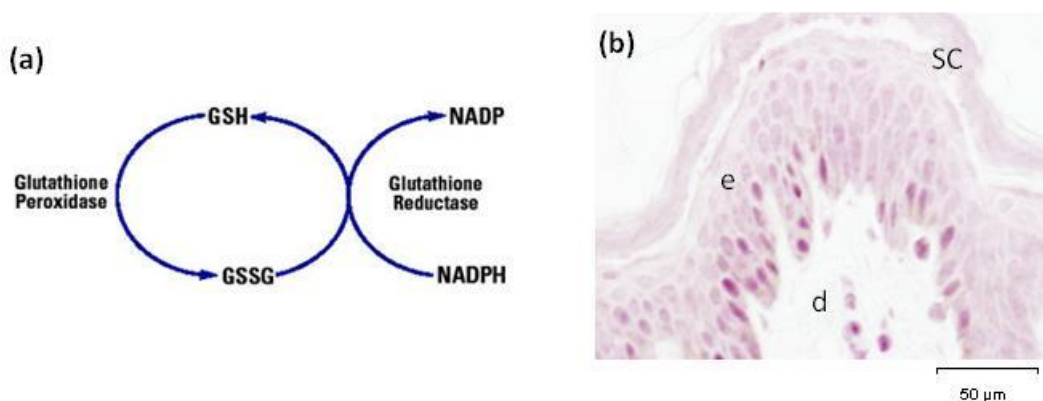 (a)
GSH
NADP
Glutathione
Peroxidase
Glutathione
Reductase
GSSG
NADPH
(b)
SC
e
d
50 µm